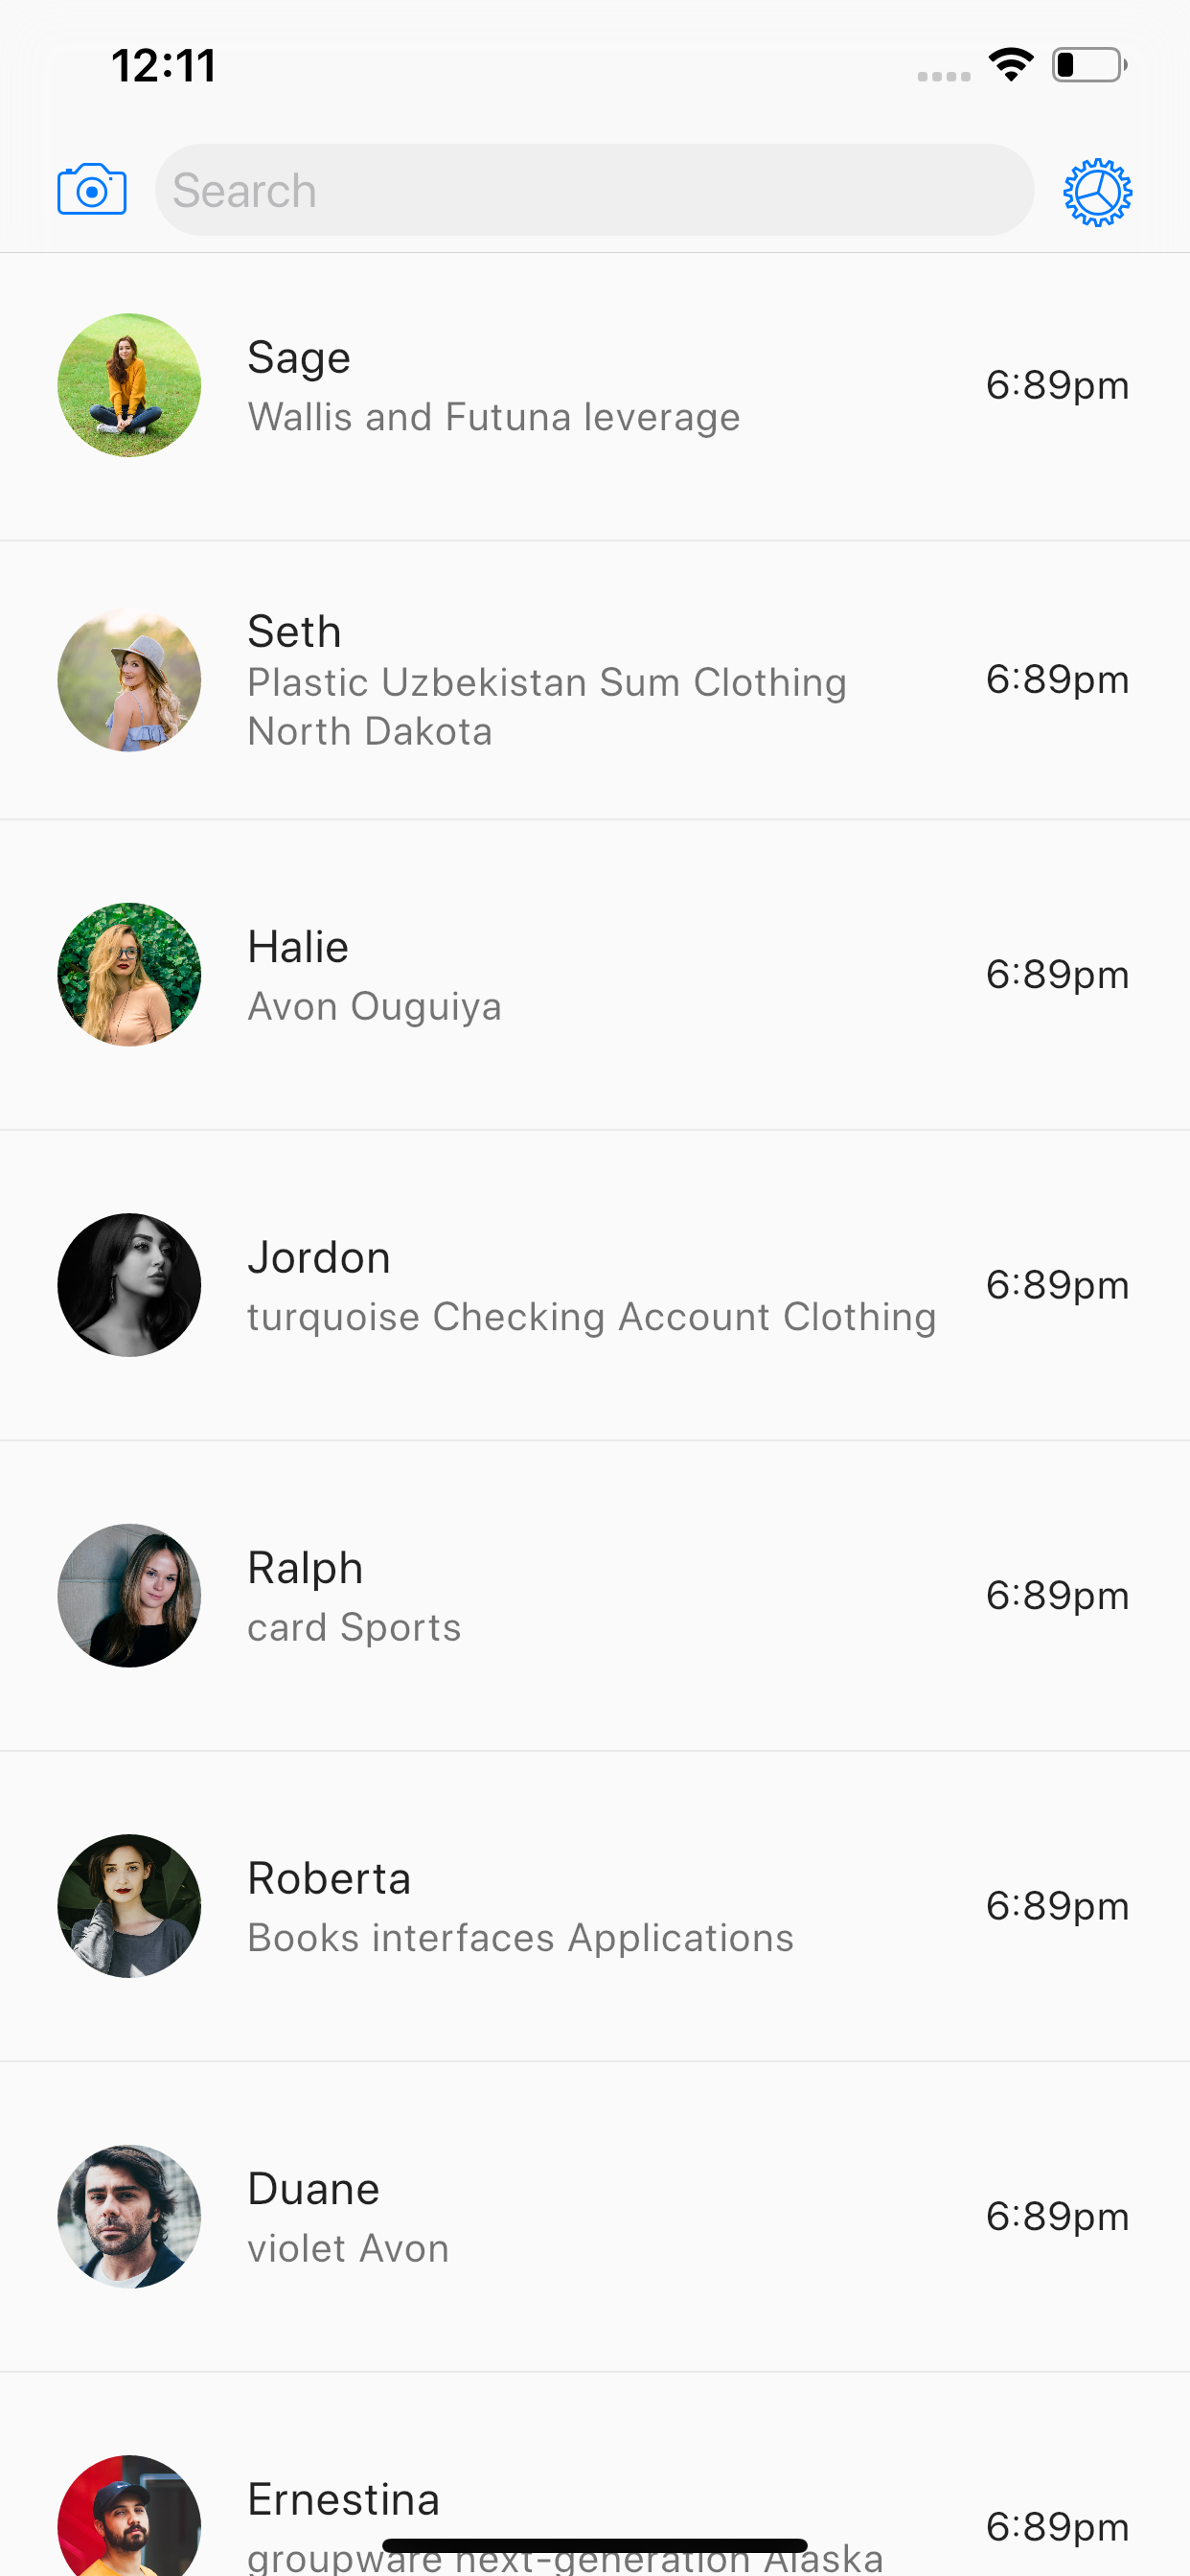 12:11
Search
Sage
Wallis and Futuna leverage
6:89pm
Seth
Plastic Uzbekistan Sum Clothing
North Dakota
6:89pm
Halie
Avon Ouguiya
6:89pm
Jordon
turquoise Checking Account Clothing
6:89pm
Ralph
card Sports
6:89pm
Roberta
Books interfaces Applications
6:89pm
Duane
violet Avon
6:89pm
Ernestina
groupware next-generation Alaska
6:89pm